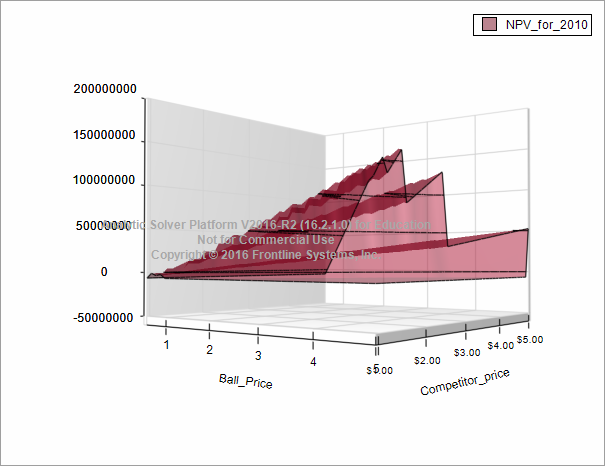 NPV_for_2010
200000000
150000000
100000000
50000000
Analytic Solver Platform V2016-R2 (16.2.1.0) for Education
Not for Commercial Use
Copyright © 2016 Frontline Systems, Inc.
0
-50000000
1
2
3
4
5
$2.00
$3.00
$4.00
$5.00
Ball_Price
Competitor_price